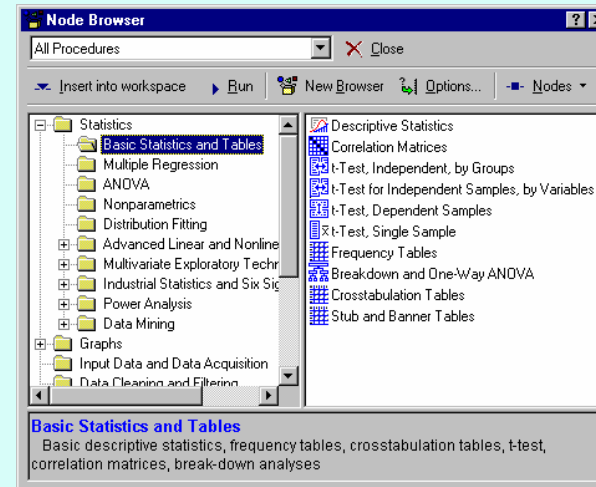 Node Browser
All Procedures
Close
Insert into workspace
Run
New Browser
Options...
Nodes
Statistics
Basic Statistics and Tables
Multiple Regression
ANOVA
Nonparametrics
Distribution Fitting
Advanced Linear and Nonline
Multivariate Exploratory Techr
Industrial Statistics and Six Sig
Power Analysis
Data Mining
Graphs
Input Data and Data Acquisition
Data Cleaning and Filtering
Descriptive Statistics
Correlation Matrices
t-Test, Independent, by Groups
t-Test for Independent Samples, by Variables
t-Test, Dependent Samples
t-Test, Single Sample
Frequency Tables
Breakdown and One-Way ANOVA
Crosstabulation Tables
Stub and Banner Tables
Basic Statistics and Tables
Basic descriptive statistics, frequency tables, crosstabulation tables, t-test,
correlation matrices, break-down analyses